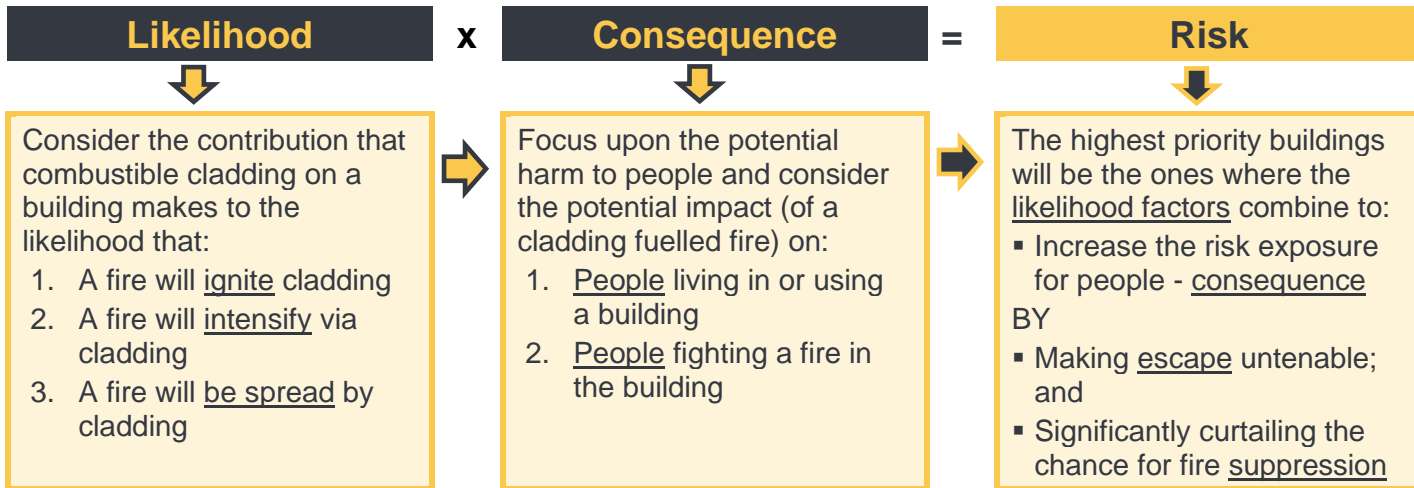 Likelihood x Consequence = Risk
Consider the contribution that
combustible cladding on a
building makes to the
likelihood that:
1. A fire will ignite cladding
2. A fire will intensify via
cladding
3. A fire will be spread by
cladding
Focus upon the potential
harm to people and consider
the potential impact (of a
cladding fuelled fire) on:
1. People living in or using
a building
2. People fighting a fire in
the building
The highest priority buildings
will be the ones where the
likelihood factors combine to:
▪ Increase the risk exposure
for people - consequence
BY
▪ Making escape untenable;
and
▪ Significantly curtailing the
chance for fire suppression